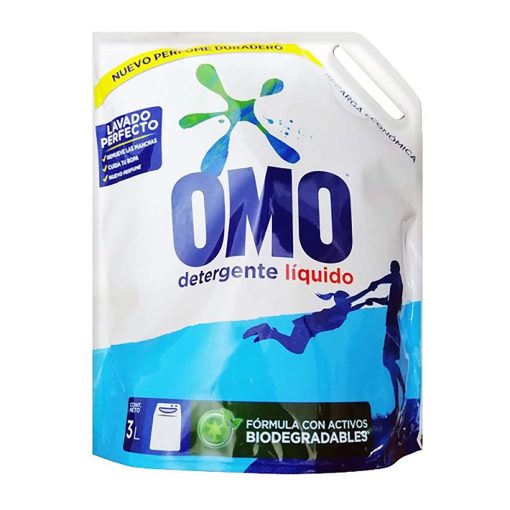 NUEVO PERFUME DURADERO
RECARGA ECONÓMICA
LAVADO
PERFECTO
REMUEVE LAS MANCHAS
CUIDA TU ROPA
NUEVO PERFUME
OMO
detergente líquido
CONT.
NETO
3L
FÓRMULA CON ACTIVOS
BIODEGRADABLES